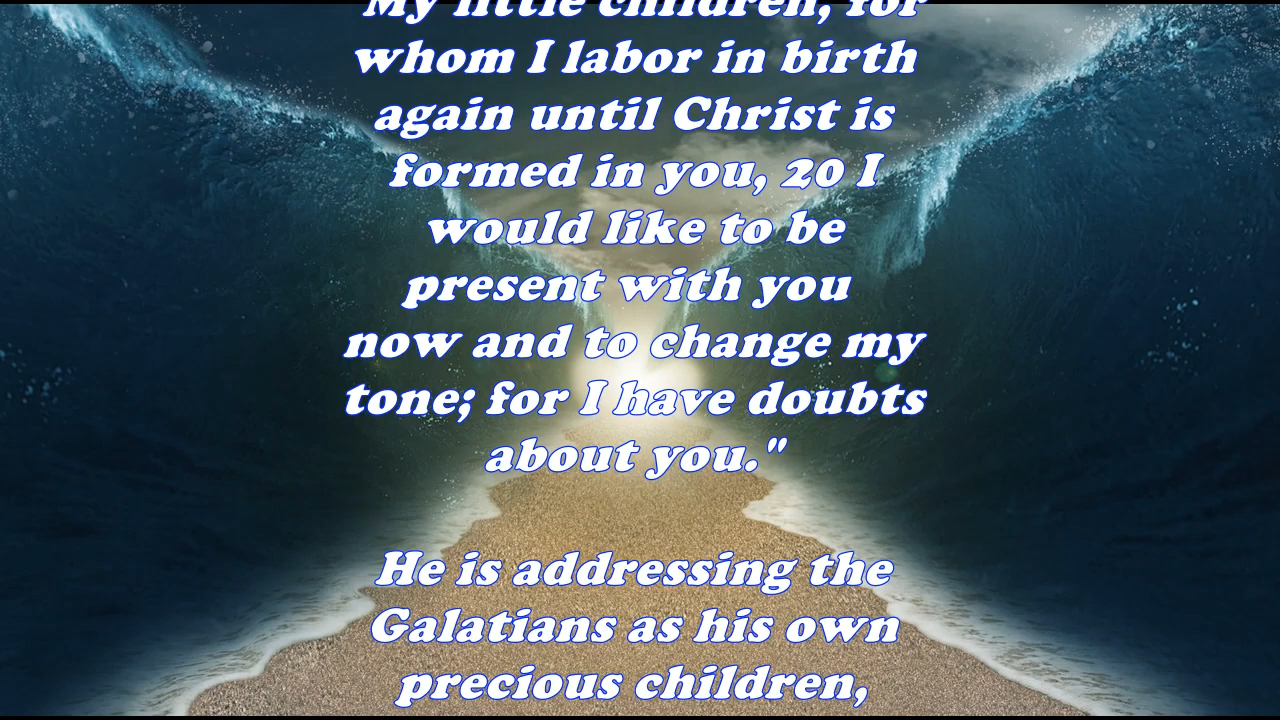 My little children, for
whom I labor in birth
again until Christ is
formed in you, 20 I
would like to be
present with you
now and to change my
tone; for I have doubts
about you."
He is addressing the
Galatians as his own
precious children,